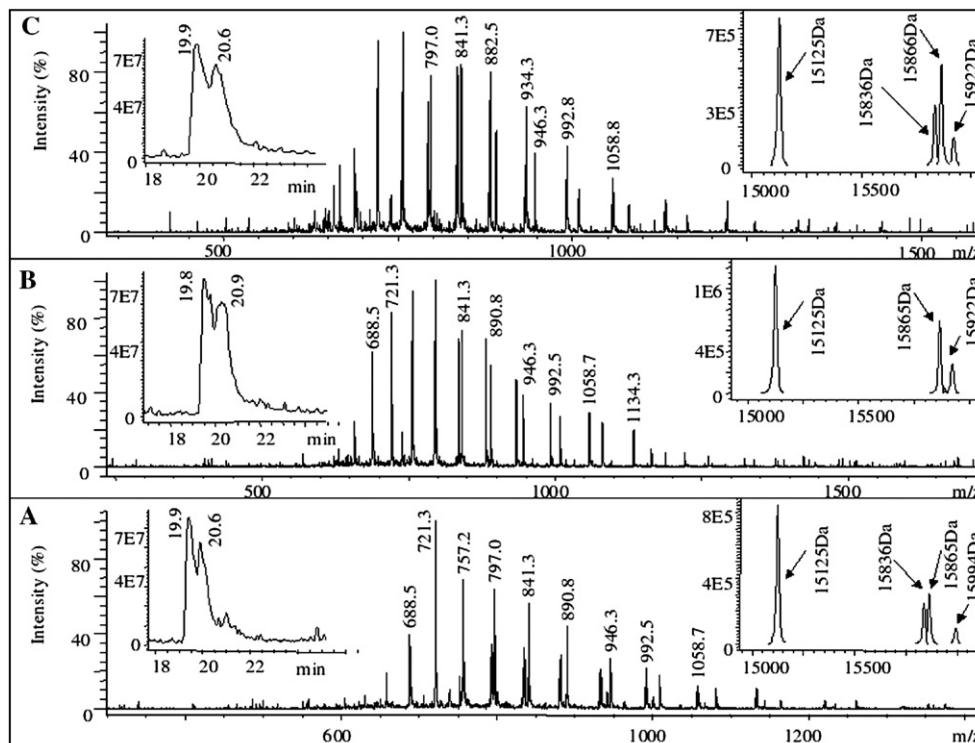 C
Intensity (%)
80
40
0
500
1000
1500
m/z
797.0
841.3
882.5
934.3
946.3
992.8
1058.8
7E7
4E7
0
19.9
20.6
18
20
22
min
7E5
3E5
0
15125Da
15836Da
15866Da
15922Da
15000
15500
B
Intensity (%)
80
40
0
500
1000
1500
m/z
688.5
721.3
841.3
890.8
946.3
992.5
1058.7
1134.3
7E7
4E7
0
19.8
20.9
18
20
22
min
1E6
4E5
0
15125Da
15865Da
15922Da
15000
15500
A
Intensity (%)
80
40
0
600
1000
1200
m/z
688.5
721.3
757.2
797.0
841.3
890.8
946.3
992.5
1058.7
7E7
4E7
0
19.9
20.6
18
20
22
min
8E5
4E5
0
15125Da
15836Da
15865Da
15994Da
15000
15500